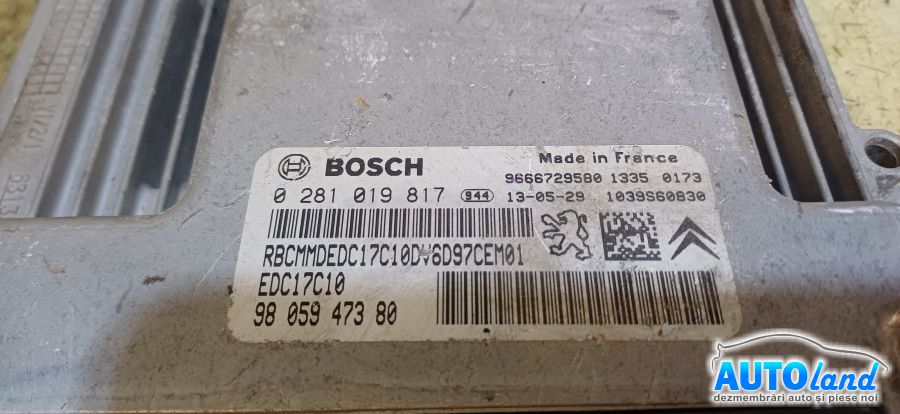 BOSCH
Made in France
9666729580 1335 0173
0 281 019 817 944 13-05-29 1039S60830
RBCMMDEDC17C10DV6D97CEM01
EDC17C10
98 059 473 80
AUTOland
dezmembrări auto și piese noi